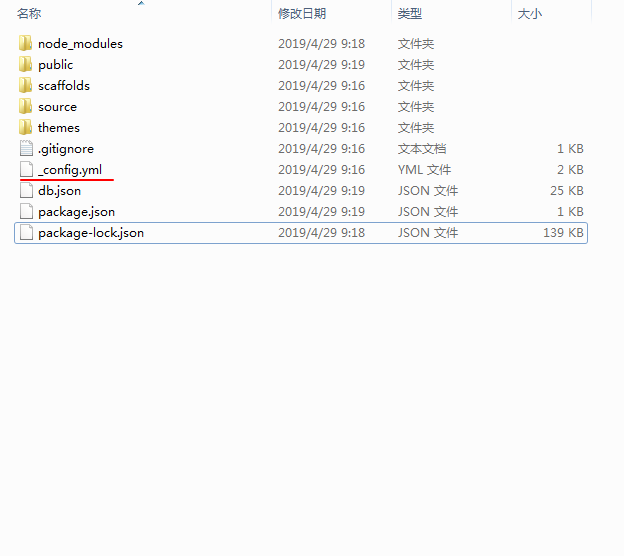 名称 修改日期 类型 大小
node_modules 2019/4/29 9:18 文件夹
public 2019/4/29 9:19 文件夹
scaffolds 2019/4/29 9:16 文件夹
source 2019/4/29 9:16 文件夹
themes 2019/4/29 9:16 文件夹
.gitignore 2019/4/29 9:16 文本文档 1 KB
_config.yml 2019/4/29 9:16 YML 文件 2 KB
db.json 2019/4/29 9:19 JSON 文件 25 KB
package.json 2019/4/29 9:19 JSON 文件 1 KB
package-lock.json 2019/4/29 9:18 JSON 文件 139 KB